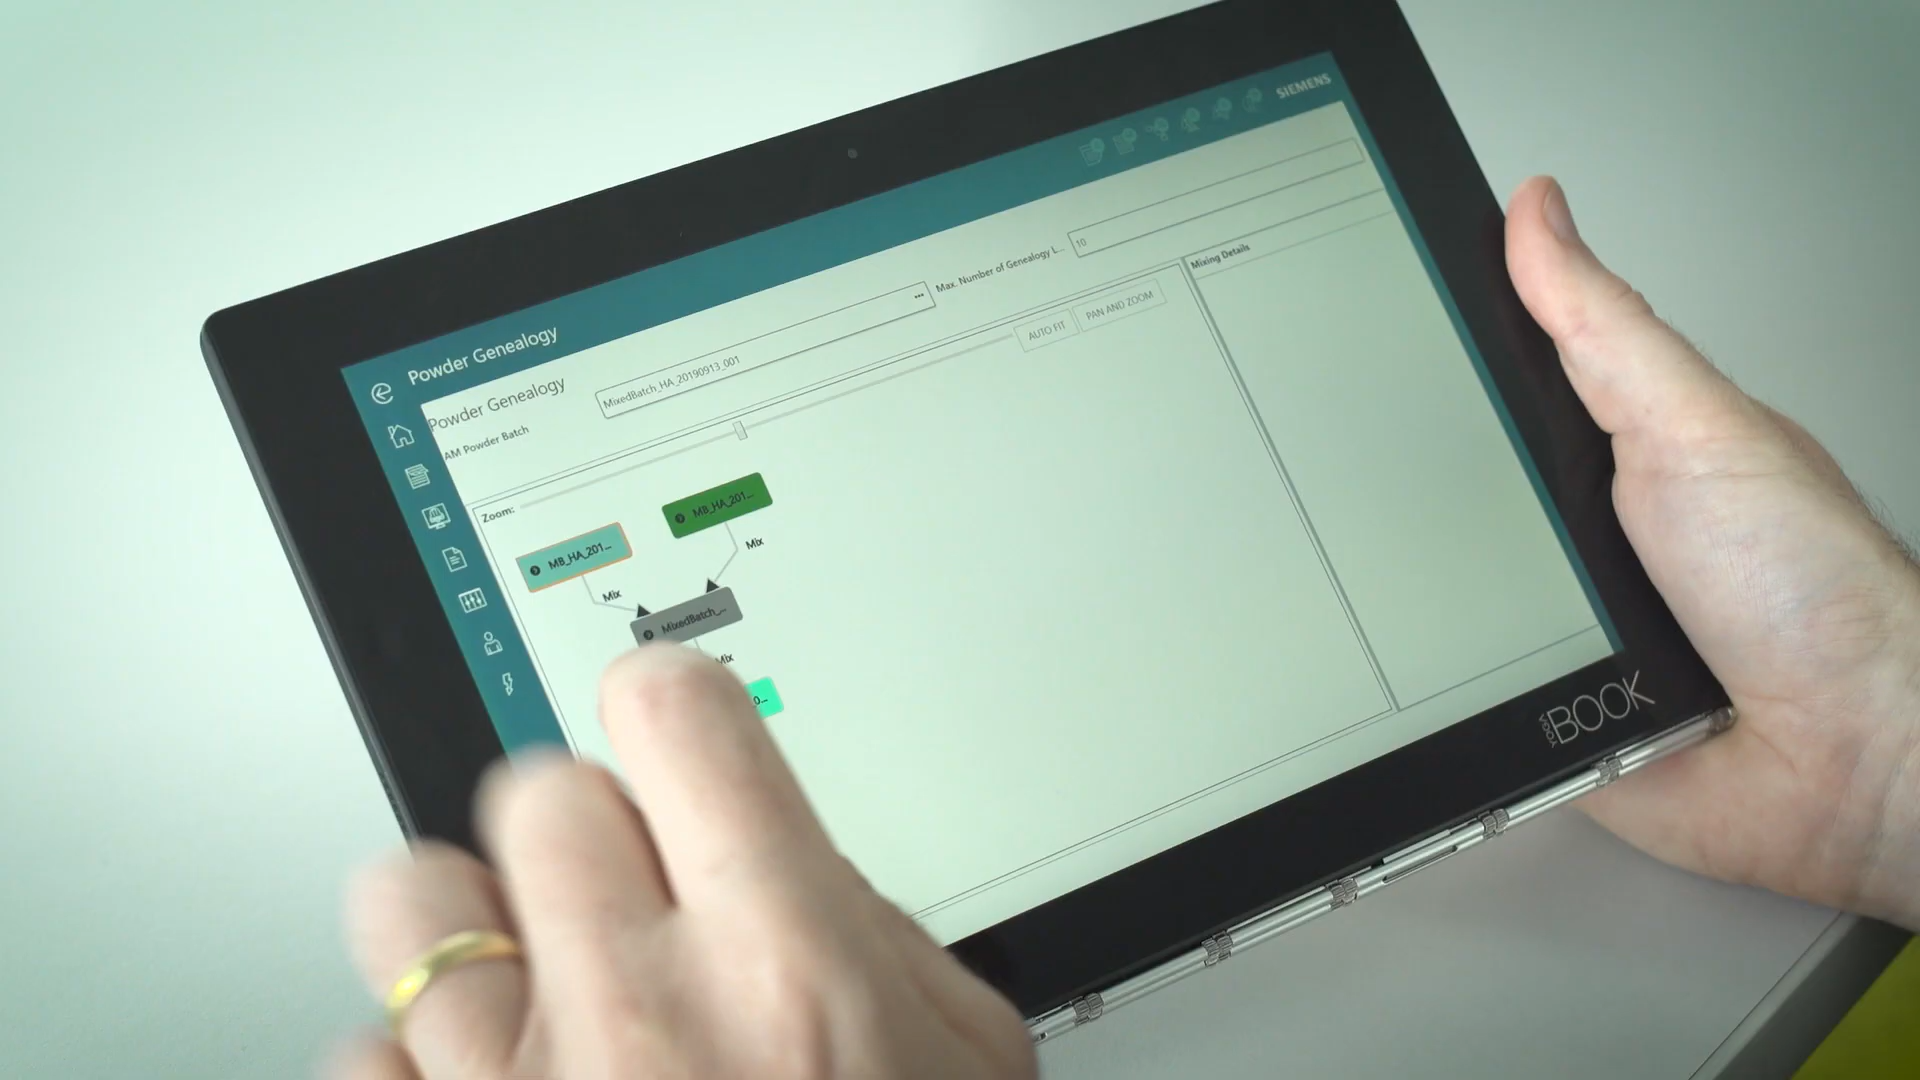 SIEMENS
Powder Genealogy
Powder Genealogy
AM Powder Batch
MixedBatch_HA_20190913_001
...
Max. Number of Genealogy L...
10
Zoom:
AUTO FIT
PAN AND ZOOM
Mixing Details
MB_HA_201...
MB_HA_201...
Mix
Mix
MixedBatch_...
Mix
0...
YOGA BOOK